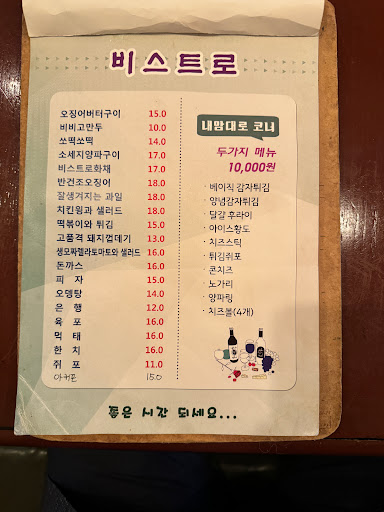 비스트로
오징어버터구이 15.0
비비고만두 10.0
쏘떡쏘떡 14.0
소세지양파구이 17.0
비스트로화채 17.0
반건조오징어 18.0
잘생겨지는 과일 18.0
치킨윙과 샐러드 18.0
떡볶이와 튀김 15.0
고품격 돼지껍데기 13.0
생모짜렐라토마토와 샐러드 16.0
돈까스 16.0
피자 15.0
오뎅탕 14.0
은행 12.0
육포 16.0
먹태 16.0
한치 16.0
쥐포 11.0
15.0
내맘대로 코너
두가지 메뉴
10,000원
· 베이직 감자튀김
· 양념감자튀김
· 달걀 후라이
· 아이스황도
· 치즈스틱
· 튀김쥐포
· 콘치즈
· 노가리
· 양파링
· 치즈볼(4개)
좋은 시간 되세요...